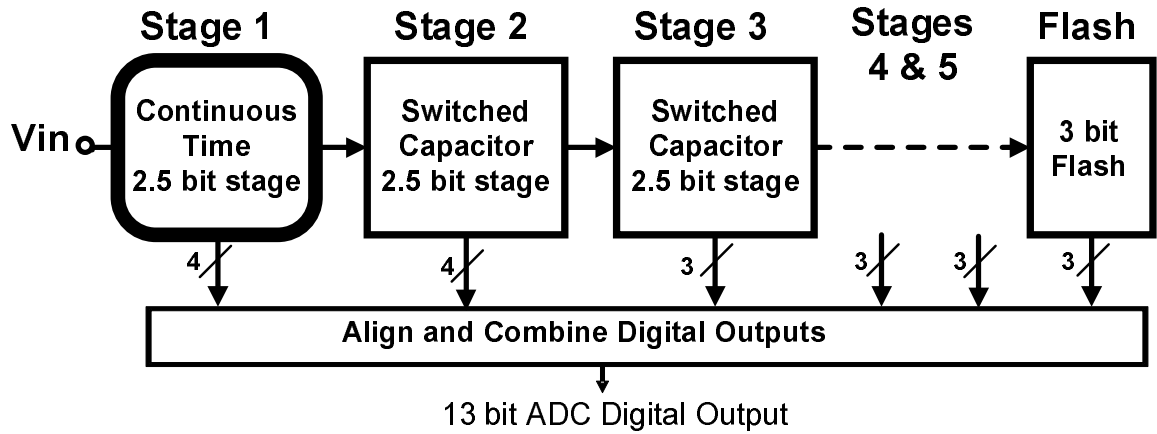 Stage 1
Stage 2
Stage 3
Stages
4 & 5
Flash
Vin
Continuous
Time
2.5 bit stage
Switched
Capacitor
2.5 bit stage
Switched
Capacitor
2.5 bit stage
3 bit
Flash
4
4
3
3
3
3
Align and Combine Digital Outputs
13 bit ADC Digital Output